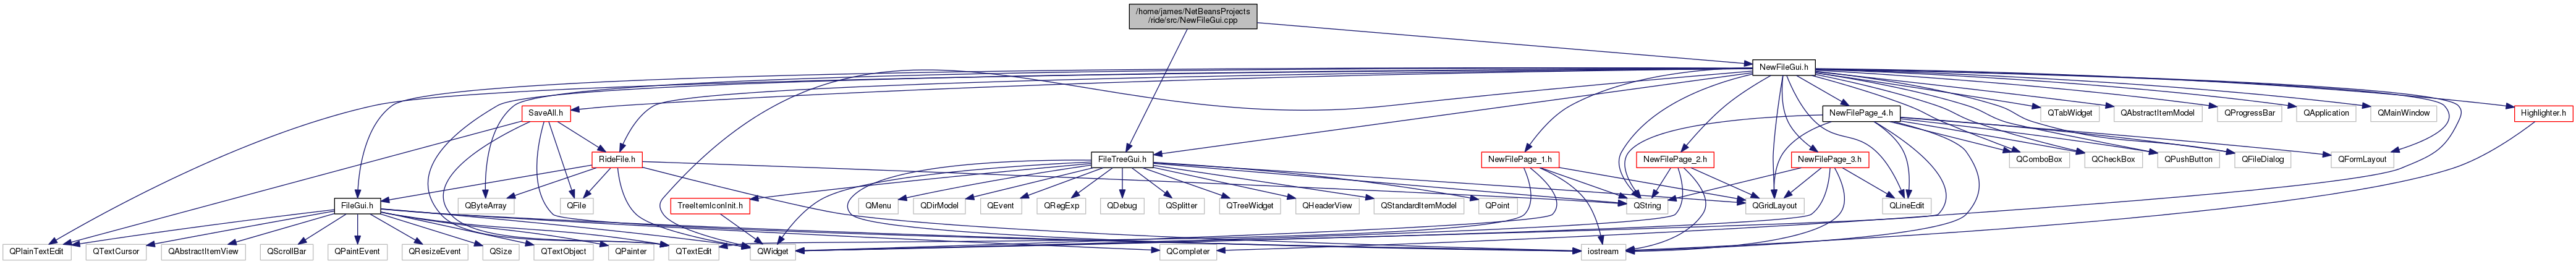 /home/james/NetBeansProjects
/ride/src/NewFileGui.cpp
NewFileGui.h
SaveAll.h
NewFilePage_4.h
QTabWidget
QAbstractItemModel
QProgressBar
QApplication
QMainWindow
Highlighter.h
RideFile.h
FileTreeGui.h
NewFilePage_1.h
NewFilePage_2.h
NewFilePage_3.h
QComboBox
QCheckBox
QPushButton
QFileDialog
QFormLayout
FileGui.h
QByteArray
QFile
TreeItemIconInit.h
QMenu
QDirModel
QEvent
QRegExp
QDebug
QSplitter
QTreeWidget
QHeaderView
QStandardItemModel
QPoint
QString
QGridLayout
QLineEdit
QPlainTextEdit
QTextCursor
QAbstractItemView
QScrollBar
QPaintEvent
QResizeEvent
QSize
QTextObject
QPainter
QTextEdit
QWidget
QCompleter
iostream